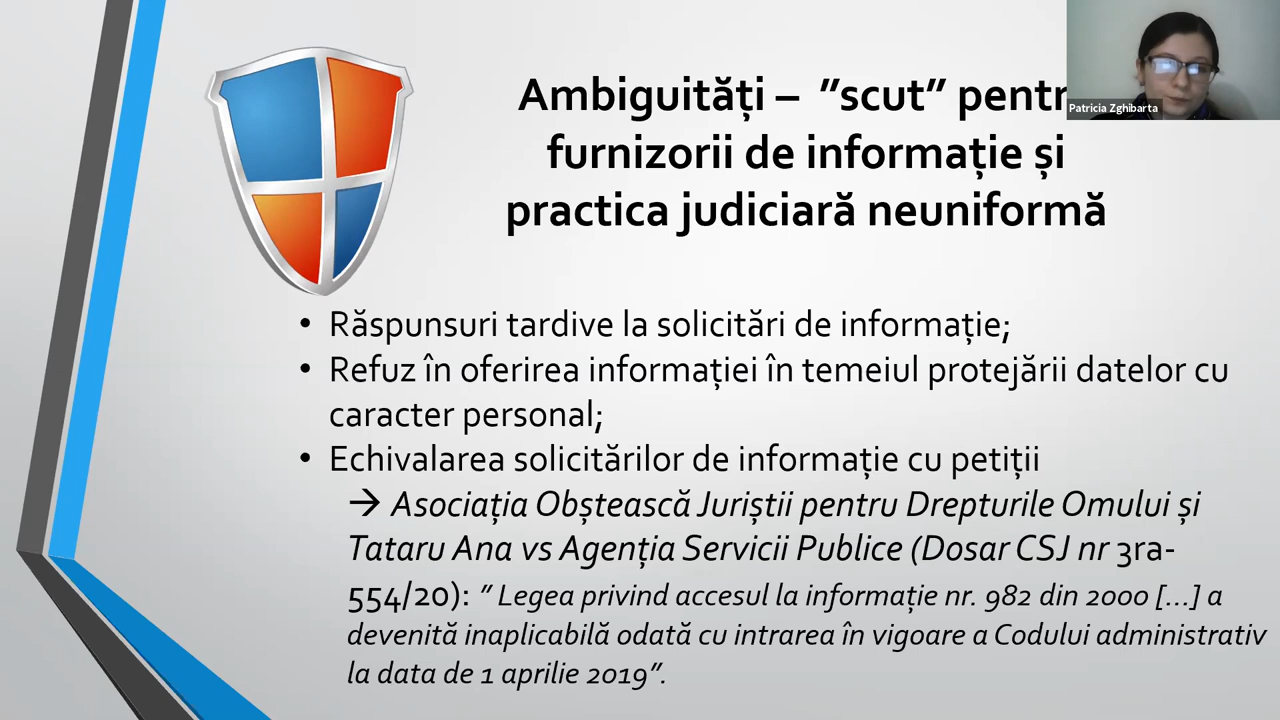 Ambiguități – ”scut” pentr
furnizorii de informație și
practica judiciară neuniformă
Patricia Zghibarta
• Răspunsuri tardive la solicitări de informație;
• Refuz în oferirea informației în temeiul protejării datelor cu
caracter personal;
• Echivalarea solicitărilor de informație cu petiții
→ Asociația Obștească Juriștii pentru Drepturile Omului și
Tataru Ana vs Agenția Servicii Publice (Dosar CSJ nr 3ra-
554/20): ” Legea privind accesul la informație nr. 982 din 2000 [...] a
devenită inaplicabilă odată cu intrarea în vigoare a Codului administrativ
la data de 1 aprilie 2019”.